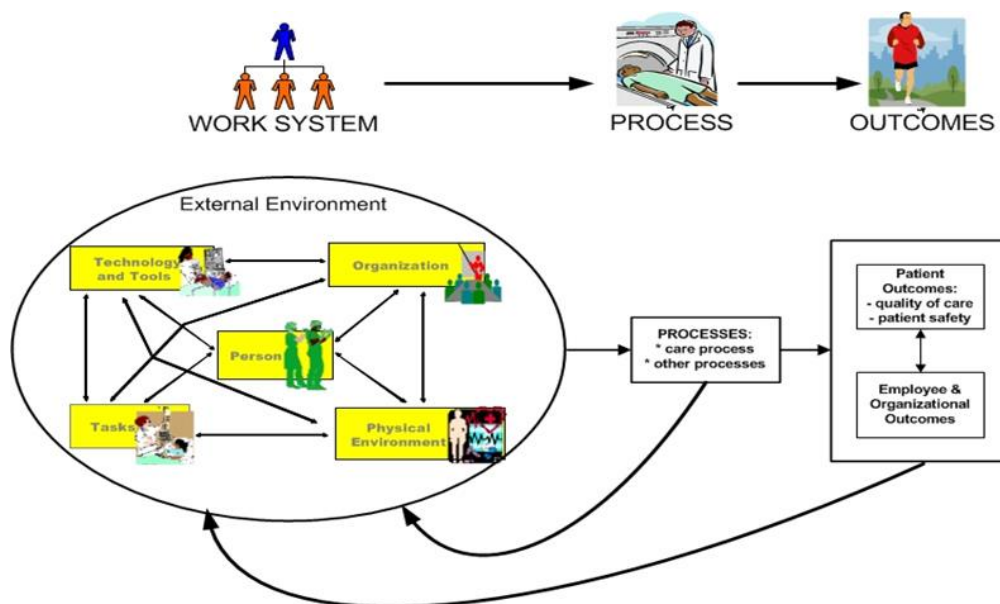 WORK SYSTEM
PROCESS
OUTCOMES
External Environment
Technology
and Tools
Organization
Person
Tasks
Physical
Environment
PROCESSES:
* care process
* other processes
Patient
Outcomes:
- quality of care
- patient safety
Employee &
Organizational
Outcomes